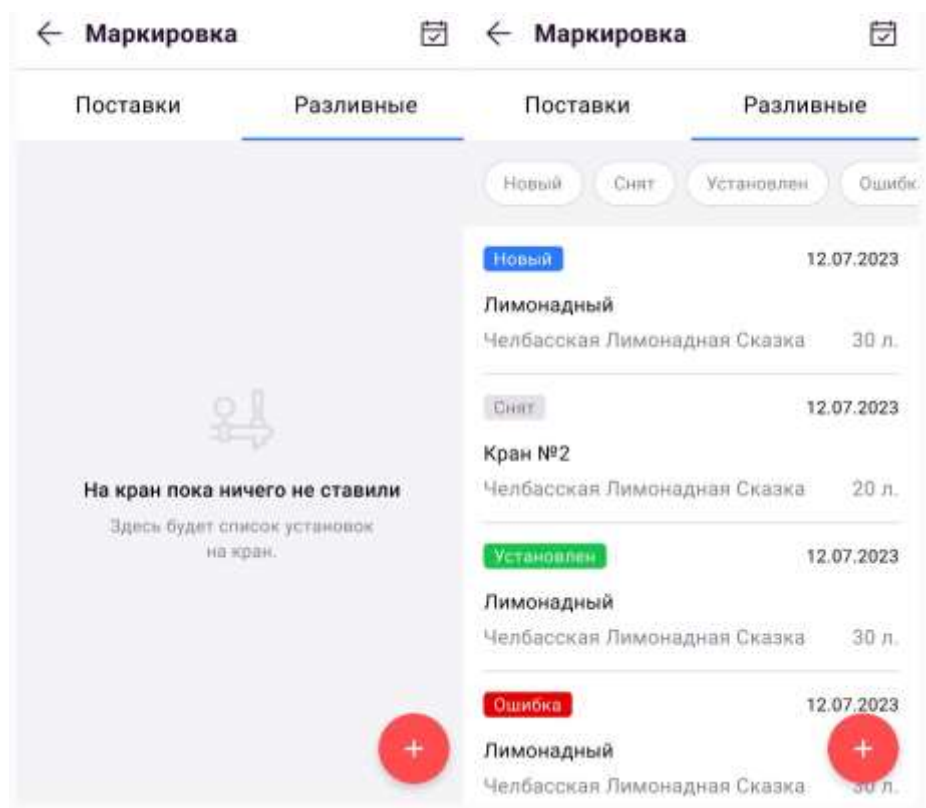 Маркировка
Поставки Разливные
На кран пока ничего не ставили
Здесь будет список установок
на кран.
Маркировка
Поставки Разливные
Новый Снят Установлен Ошибк
Новый 12.07.2023
Лимонадный
Челбасская Лимонадная Сказка 30 л.
Снят 12.07.2023
Кран №2
Челбасская Лимонадная Сказка 20 л.
Установлен 12.07.2023
Лимонадный
Челбасская Лимонадная Сказка 30 л.
Ошибка 12.07.2023
Лимонадный
Челбасская Лимонадная Сказка 30 л.